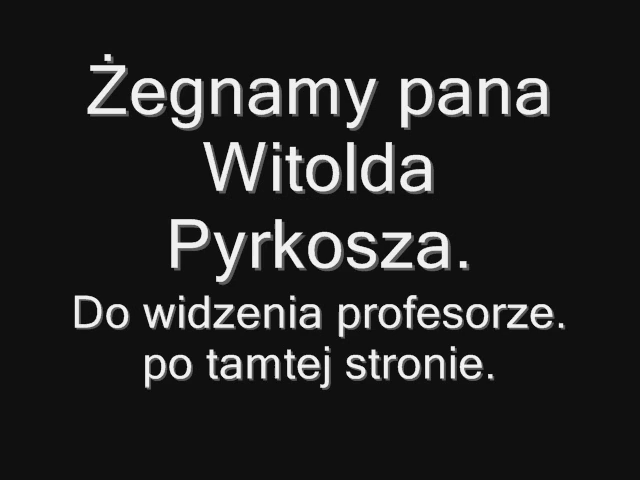 Żegnamy pana
Witolda
Pyrkosza.
Do widzenia profesorze.
po tamtej stronie.